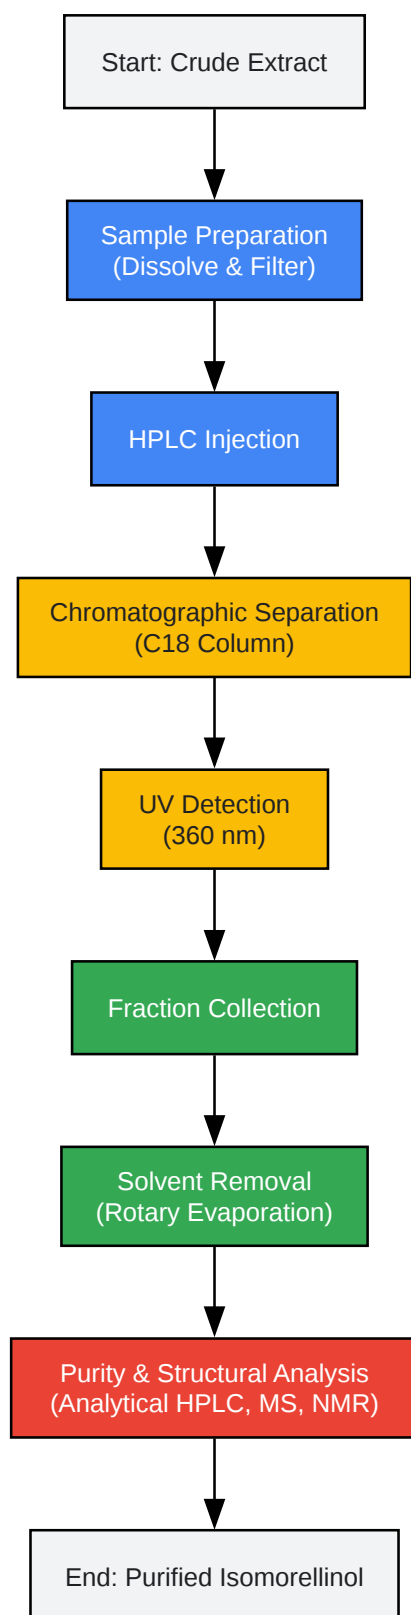 Start: Crude Extract
Sample Preparation
(Dissolve & Filter)
HPLC Injection
Chromatographic Separation
(C18 Column)
UV Detection
(360 nm)
Fraction Collection
Solvent Removal
(Rotary Evaporation)
Purity & Structural Analysis
(Analytical HPLC, MS, NMR)
End: Purified Isomorellinol